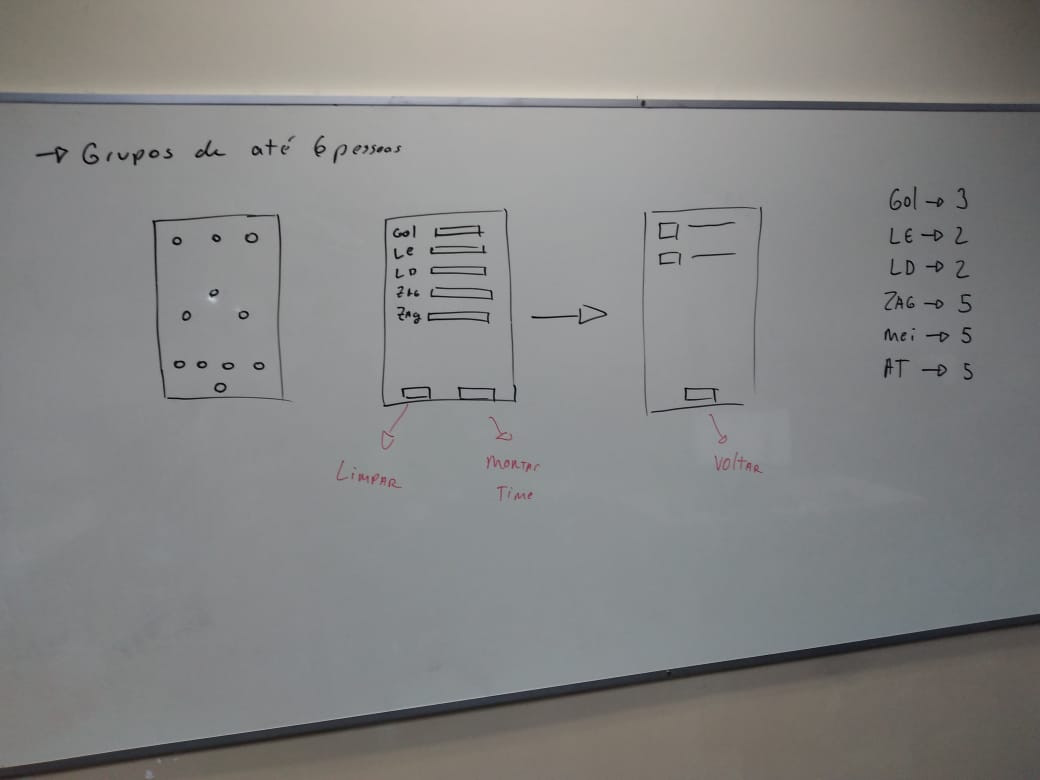 → Grupos de até 6 pessoas
Gol
LE
LD
ZAG
ZAg
LimpAR
MONTAR
Time
VOLTAR
Gol → 3
LE → 2
LD → 2
ZAG → 5
mei → 5
AT → 5